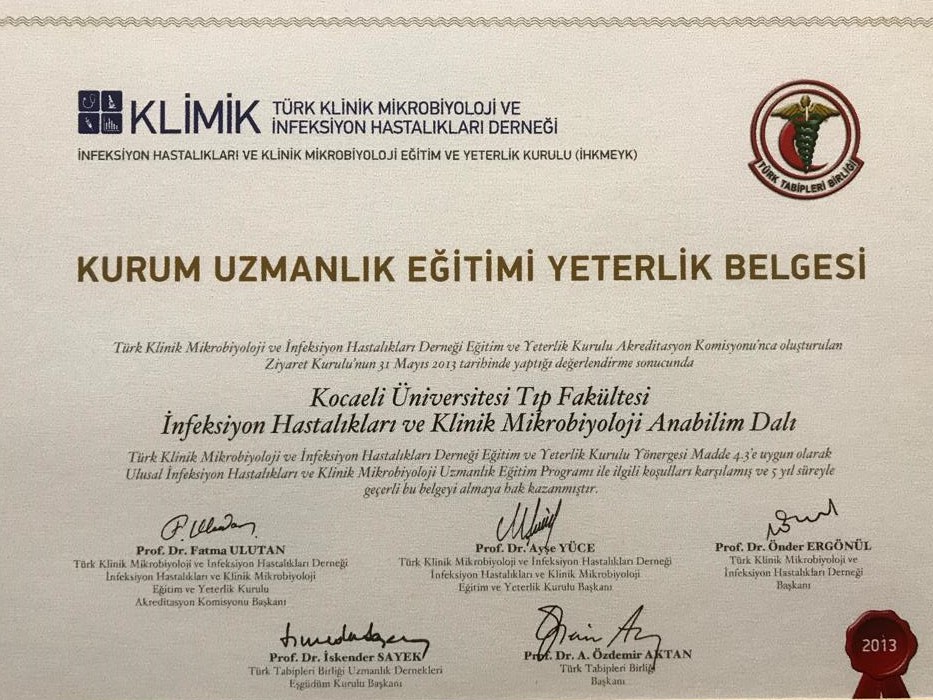 KLİMİK
TÜRK KLİNİK MİKROBİYOLOJİ VE
İNFEKSİYON HASTALIKLARI DERNEĞİ
İNFEKSİYON HASTALIKLARI VE KLİNİK MİKROBİYOLOJİ EĞİTİM VE YETERLİK KURULU (İHKMEYK)
TÜRK TABİPLERİ BİRLİĞİ
KURUM UZMANLIK EĞİTİMİ YETERLİK BELGESİ
Türk Klinik Mikrobiyoloji ve İnfeksiyon Hastalıkları Derneği Eğitim ve Yeterlik Kurulu Akreditasyon Komisyonu'nca oluşturulan
Ziyaret Kurulu'nun 31 Mayıs 2013 tarihinde yaptığı değerlendirme sonucunda
Kocaeli Üniversitesi Tıp Fakültesi
İnfeksiyon Hastalıkları ve Klinik Mikrobiyoloji Anabilim Dalı
Türk Klinik Mikrobiyoloji ve İnfeksiyon Hastalıkları Derneği Eğitim ve Yeterlik Kurulu Yönergesi Madde 4.3'e uygun olarak
Ulusal İnfeksiyon Hastalıkları ve Klinik Mikrobiyoloji Uzmanlık Eğitim Programı ile ilgili koşulları karşılamış ve 5 yıl süreyle
geçerli bu belgeyi almaya hak kazanmıştır.
Prof. Dr. Fatma ULUTAN
Türk Klinik Mikrobiyoloji ve İnfeksiyon Hastalıkları Derneği
İnfeksiyon Hastalıkları ve Klinik Mikrobiyoloji
Eğitim ve Yeterlik Kurulu
Akreditasyon Komisyonu Başkanı
Prof. Dr. Ayşe YÜCE
Türk Klinik Mikrobiyoloji ve İnfeksiyon Hastalıkları Derneği
İnfeksiyon Hastalıkları ve Klinik Mikrobiyoloji
Eğitim ve Yeterlik Kurulu Başkanı
Prof. Dr. Önder ERGÖNÜL
Türk Klinik Mikrobiyoloji ve
İnfeksiyon Hastalıkları Derneği
Başkanı
Prof. Dr. İskender SAYEK
Türk Tabipleri Birliği Uzmanlık Dernekleri
Eşgüdüm Kurulu Başkanı
Prof. Dr. A. Özdemir AKTAN
Türk Tabipleri Birliği
Başkanı
2013